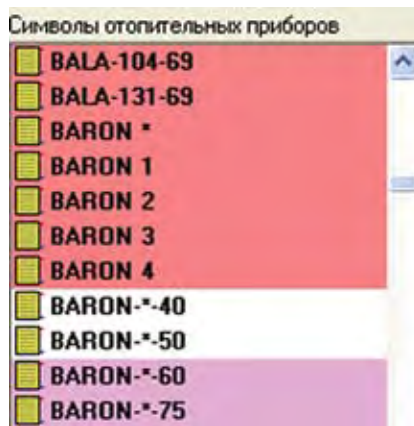 Символы отопительных приборов
BALA-104-69
BALA-131-69
BARON *
BARON 1
BARON 2
BARON 3
BARON 4
BARON-*-40
BARON-*-50
BARON-*-60
BARON-*-75